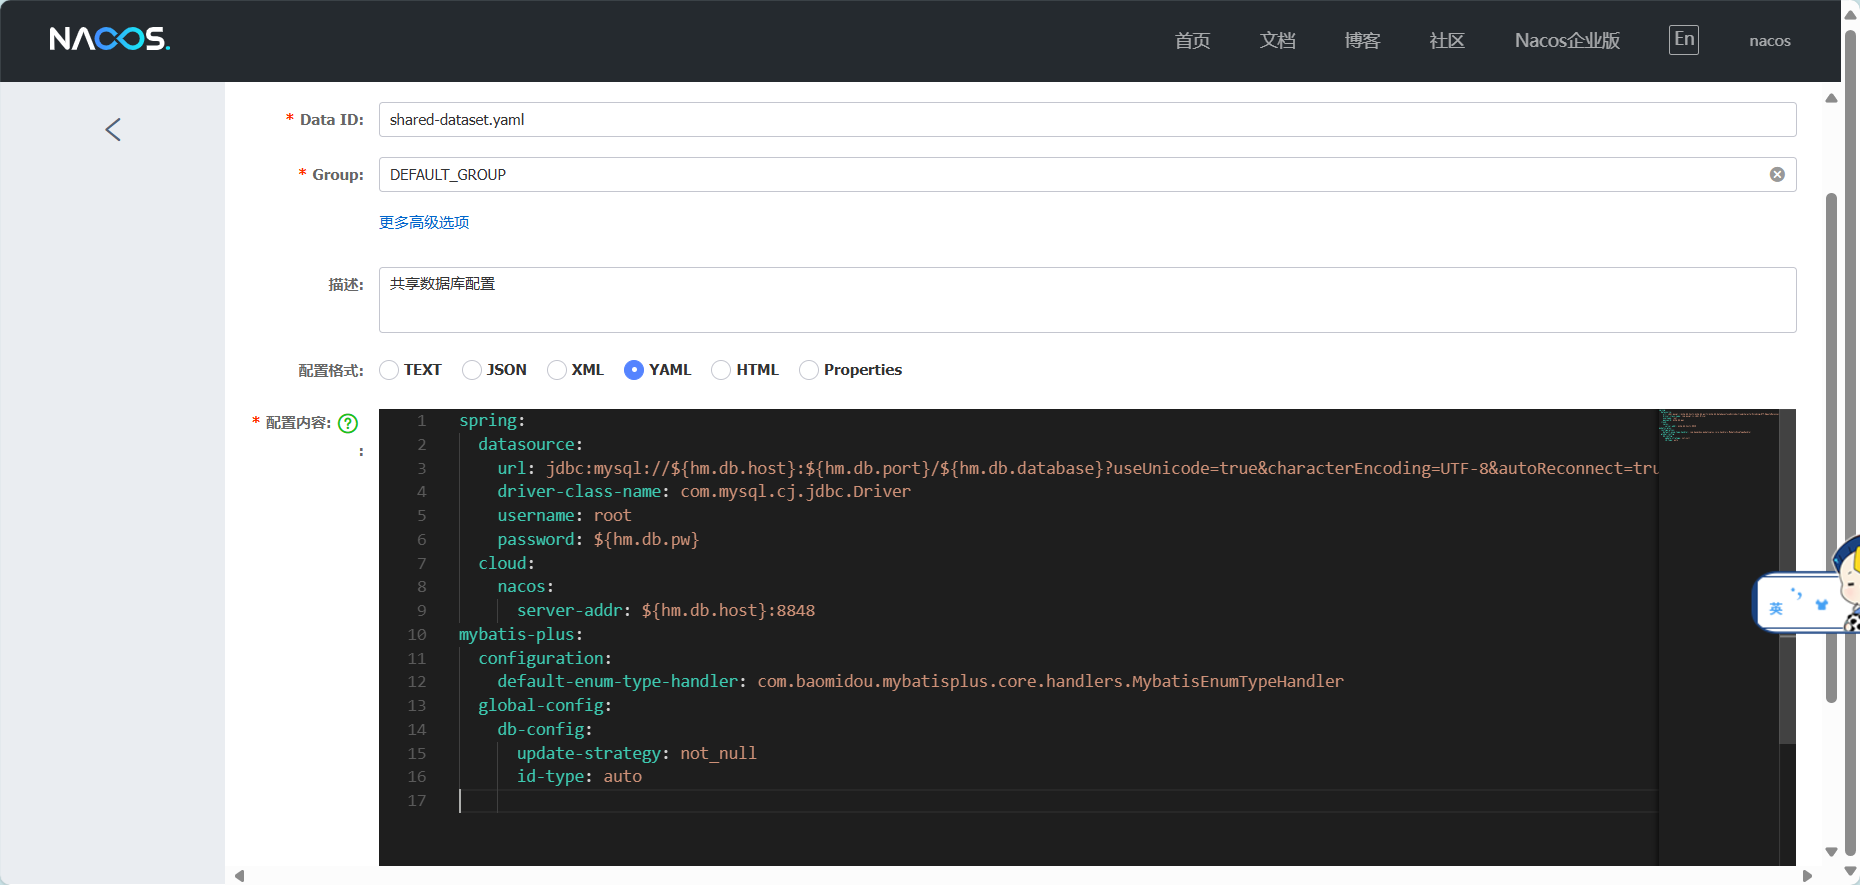 NACOS.
首页 文档 博客 社区 Nacos企业版 En nacos
* Data ID: shared-dataset.yaml
* Group: DEFAULT_GROUP
更多高级选项
描述: 共享数据库配置
配置格式: TEXT JSON XML YAML HTML Properties
* 配置内容: ? :
1 spring:
2 datasource:
3 url: jdbc:mysql://${hm.db.host}:${hm.db.port}/${hm.db.database}?useUnicode=true&characterEncoding=UTF-8&autoReconnect=tru
4 driver-class-name: com.mysql.cj.jdbc.Driver
5 username: root
6 password: ${hm.db.pw}
7 cloud:
8 nacos:
9 server-addr: ${hm.db.host}:8848
10 mybatis-plus:
11 configuration:
12 default-enum-type-handler: com.baomidou.mybatisplus.core.handlers.MybatisEnumTypeHandler
13 global-config:
14 db-config:
15 update-strategy: not_null
16 id-type: auto
17
英